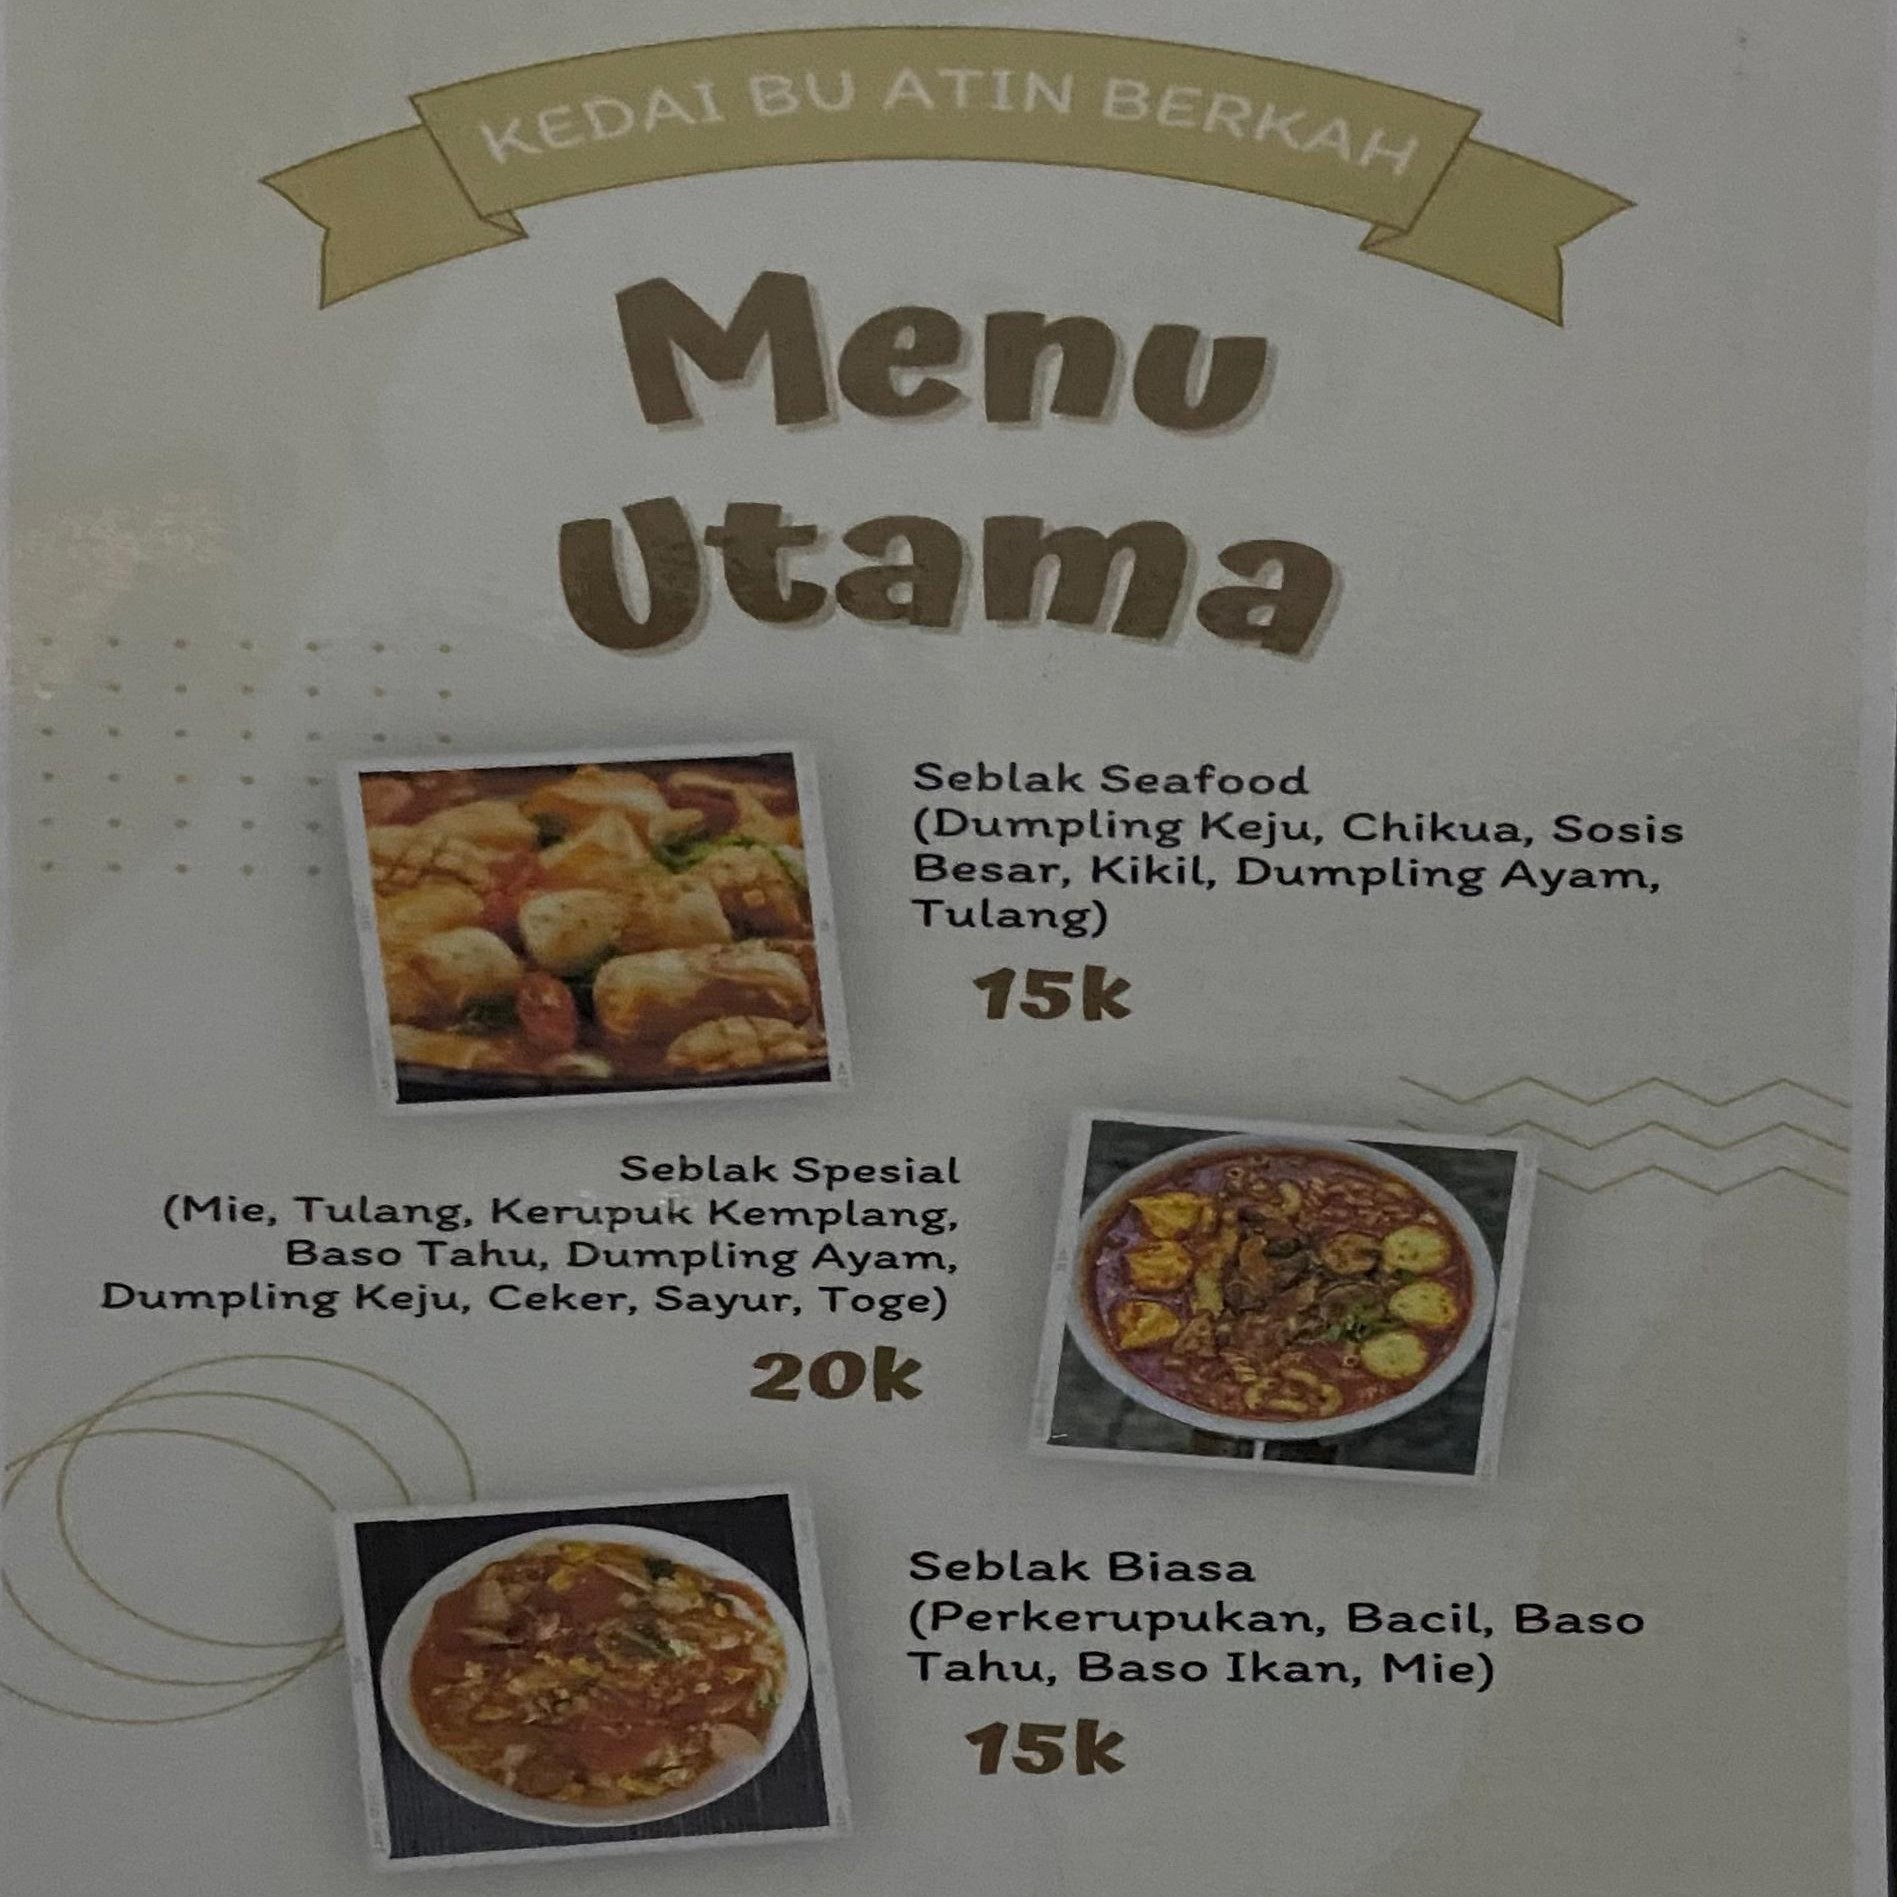 KEDAI BU ATIN BERKAH
Menu
Utama
Seblak Seafood
(Dumpling Keju, Chikua, Sosis
Besar, Kikil, Dumpling Ayam,
Tulang)
15k
Seblak Spesial
(Mie, Tulang, Kerupuk Kemplang,
Baso Tahu, Dumpling Ayam,
Dumpling Keju, Ceker, Sayur, Toge)
20k
Seblak Biasa
(Perkerupukan, Bacil, Baso
Tahu, Baso Ikan, Mie)
15k